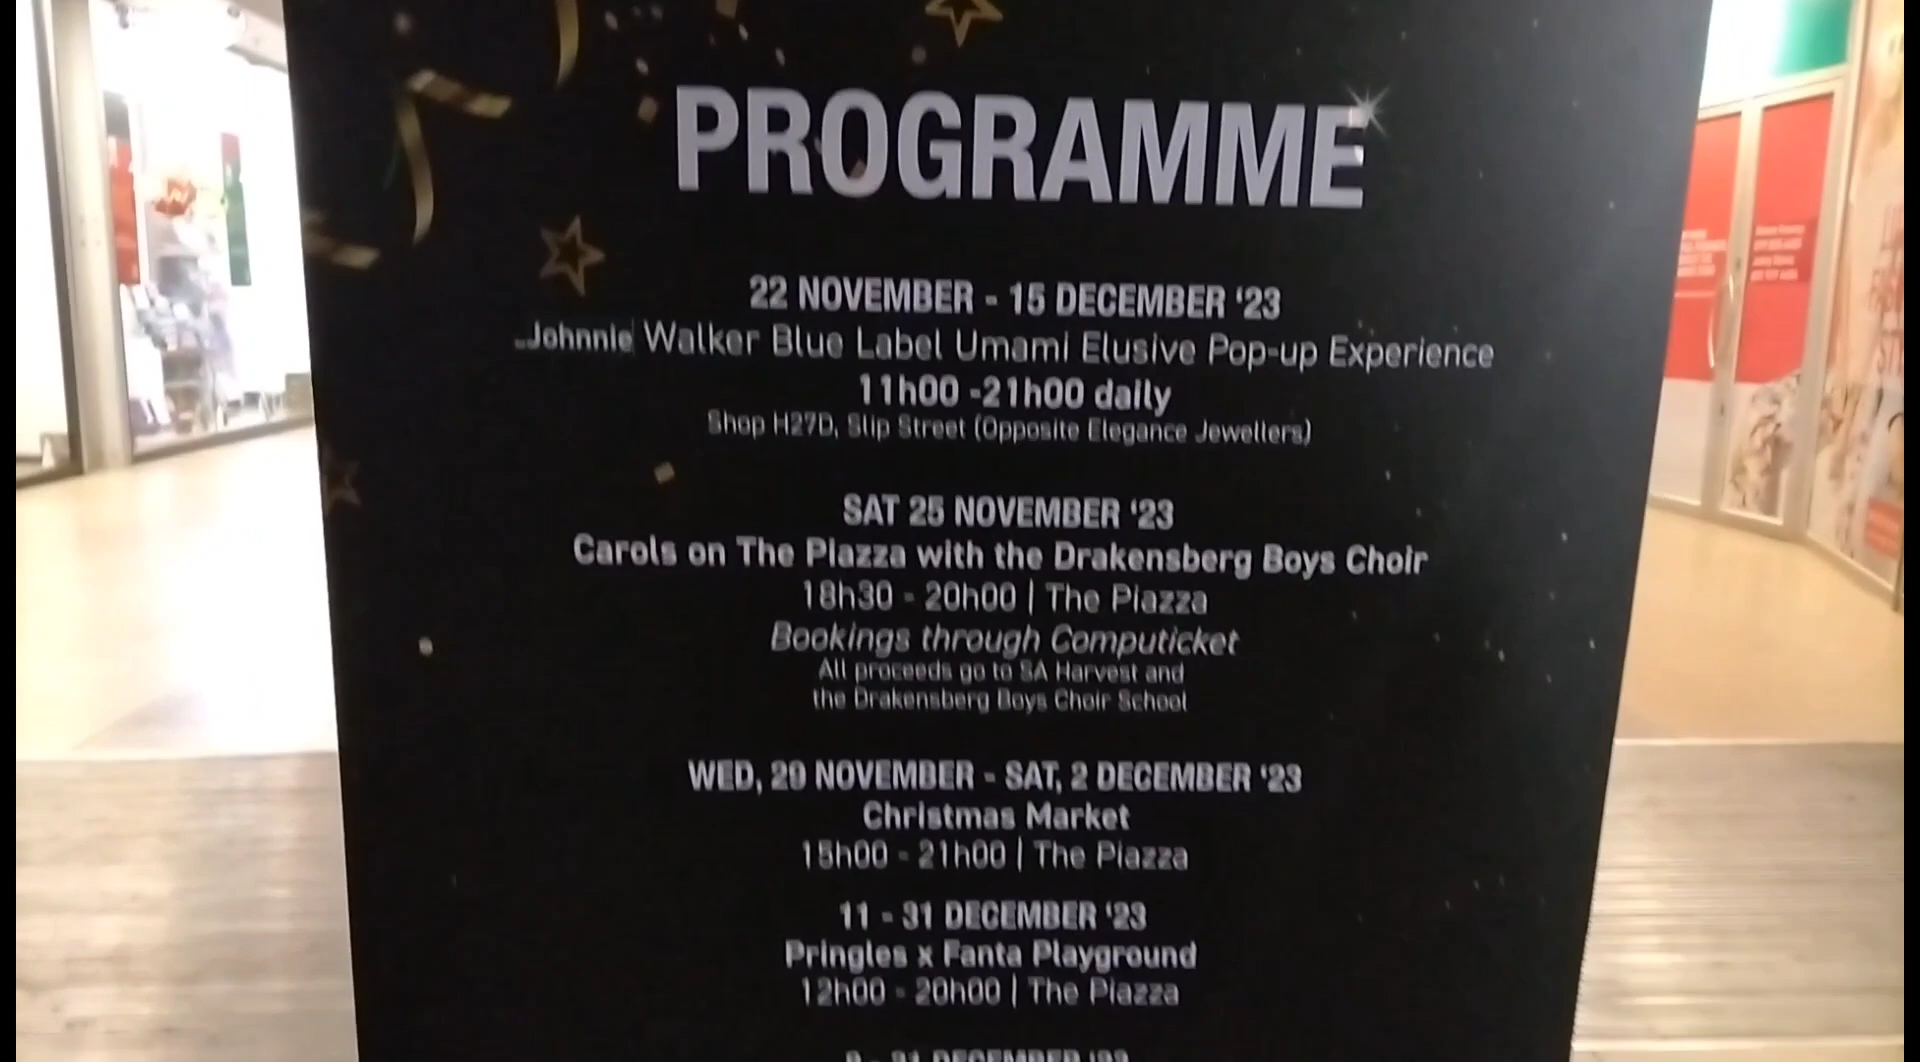 PROGRAMME
22 NOVEMBER - 15 DECEMBER '23
Johnnie Walker Blue Label Umami Elusive Pop-up Experience
11h00 -21h00 daily
Shop H27D, Slip Street (Opposite Elegance Jewellers)
SAT 25 NOVEMBER '23
Carols on The Piazza with the Drakensberg Boys Choir
18h30 - 20h00 | The Piazza
Bookings through Computicket
All proceeds go to SA Harvest and
the Drakensberg Boys Choir School
WED, 29 NOVEMBER - SAT, 2 DECEMBER '23
Christmas Market
15h00 - 21h00 | The Piazza
11 - 31 DECEMBER '23
Pringles x Fanta Playground
12h00 - 20h00 | The Piazza
31 DECEMBER '23